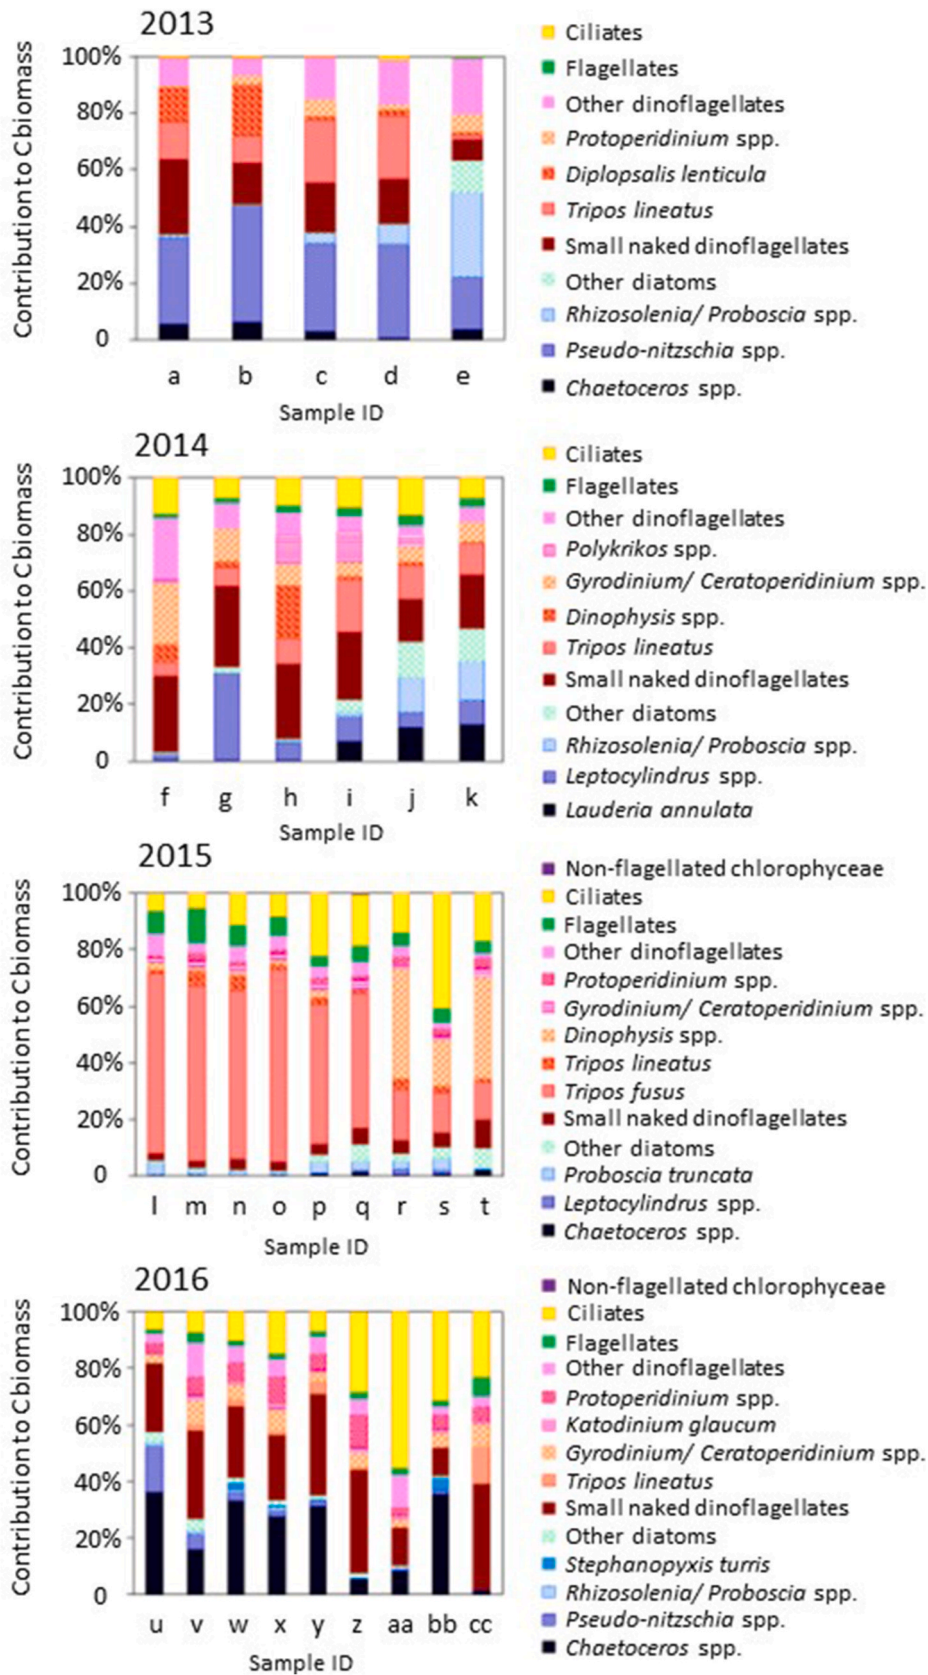 2013
Contribution to Cbiomass
100%
80%
60%
40%
20%
0
a b c d e
Sample ID
Ciliates
Flagellates
Other dinoflagellates
Protoperidinium spp.
Diplopsalis lenticula
Tripos lineatus
Small naked dinoflagellates
Other diatoms
Rhizosolenia/ Proboscia spp.
Pseudo-nitzschia spp.
Chaetoceros spp.
2014
Contribution to Cbiomass
100%
80%
60%
40%
20%
0
f g h i j k
Sample ID
Ciliates
Flagellates
Other dinoflagellates
Polykrikos spp.
Gyrodinium/ Ceratoperidinium spp.
Dinophysis spp.
Tripos lineatus
Small naked dinoflagellates
Other diatoms
Rhizosolenia/ Proboscia spp.
Leptocylindrus spp.
Lauderia annulata
2015
Contribution to Cbiomass
100%
80%
60%
40%
20%
0
l m n o p q r s t
Sample ID
Non-flagellated chlorophyceae
Ciliates
Flagellates
Other dinoflagellates
Protoperidinium spp.
Gyrodinium/ Ceratoperidinium spp.
Dinophysis spp.
Tripos lineatus
Tripos fusus
Small naked dinoflagellates
Other diatoms
Proboscia truncata
Leptocylindrus spp.
Chaetoceros spp.
2016
Contribution to Cbiomass
100%
80%
60%
40%
20%
0
u v w x y z aa bb cc
Sample ID
Non-flagellated chlorophyceae
Ciliates
Flagellates
Other dinoflagellates
Protoperidinium spp.
Katodinium glaucum
Gyrodinium/ Ceratoperidinium spp.
Tripos lineatus
Small naked dinoflagellates
Other diatoms
Stephanopyxis turris
Rhizosolenia/ Proboscia spp.
Pseudo-nitzschia spp.
Chaetoceros spp.